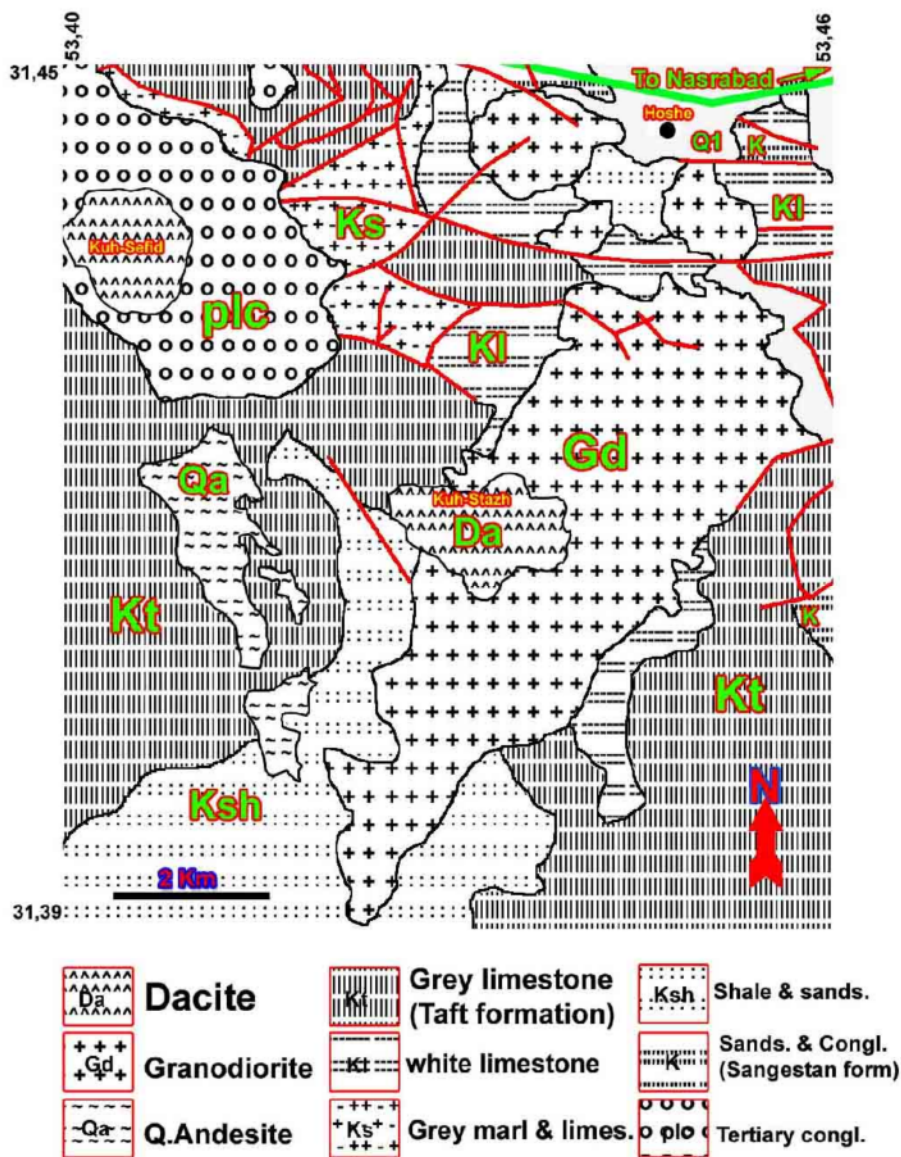 53,40
53,46
31,45
To Nasrabad
Hoshe
Q1
K
Ks
Kl
Kuh-Sefid
plc
Kl
Gd
Qa
Kuh-Stazh
Da
Kt
K
Kt
N
Ksh
2 Km
31,39
Da
Dacite
Kt
Grey limestone
(Taft formation)
Ksh
Shale & sands.
Gd
Granodiorite
Kl
white limestone
K
Sands. & Congl.
(Sangestan form)
Qa
Q.Andesite
Ks
Grey marl & limes.
plc
Tertiary congl.